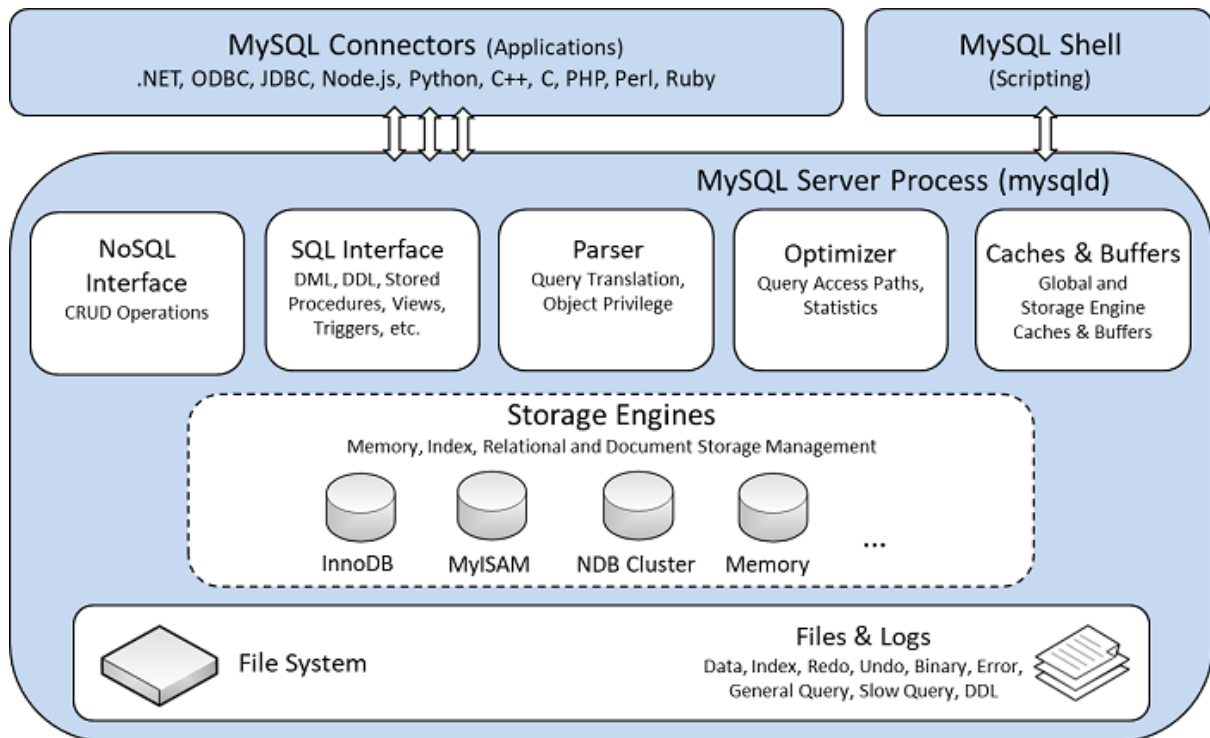 MySQL Connectors (Applications)
.NET, ODBC, JDBC, Node.js, Python, C++, C, PHP, Perl, Ruby
MySQL Shell
(Scripting)
MySQL Server Process (mysqld)
NoSQL
Interface
CRUD Operations
SQL Interface
DML, DDL, Stored
Procedures, Views,
Triggers, etc.
Parser
Query Translation,
Object Privilege
Optimizer
Query Access Paths,
Statistics
Caches & Buffers
Global and
Storage Engine
Caches & Buffers
Storage Engines
Memory, Index, Relational and Document Storage Management
InnoDB
MyISAM
NDB Cluster
Memory
...
File System
Files & Logs
Data, Index, Redo, Undo, Binary, Error,
General Query, Slow Query, DDL